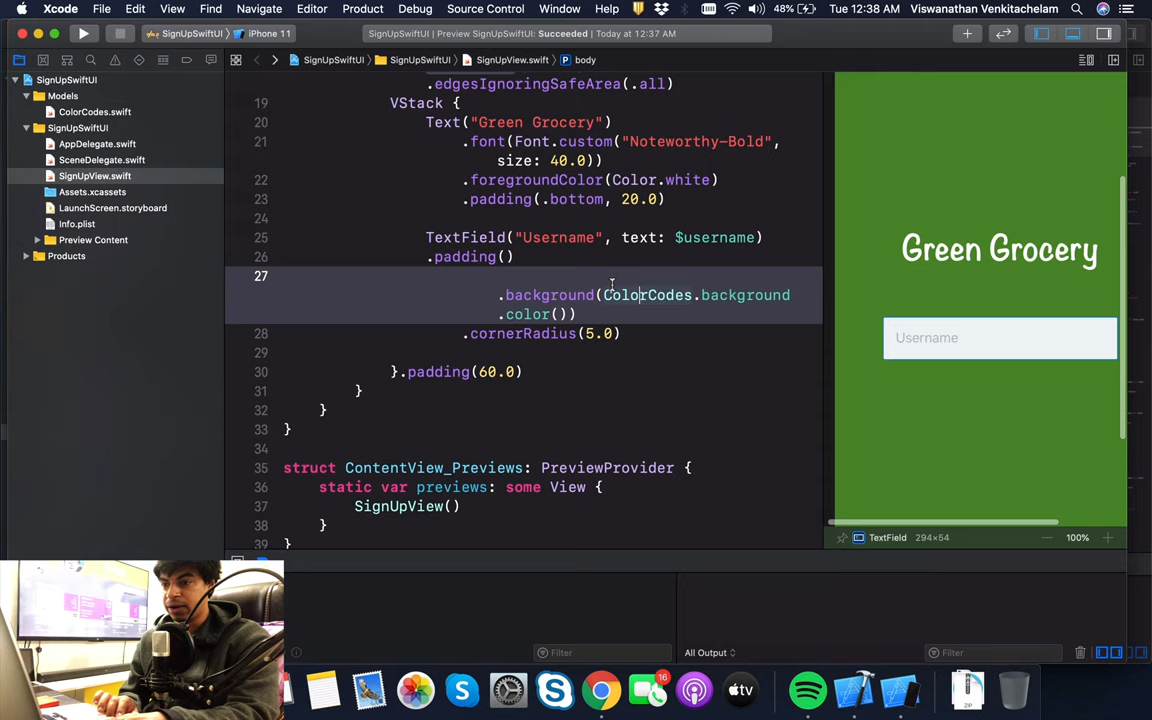 Xcode File Edit View Find Navigate Editor Product Debug Source Control Window Help 48% Tue 12:38 AM Viswanathan Venkitachelam
SignUpSwiftUI iPhone 11 SignUpSwiftUI | Preview SignUpSwiftUI: Succeeded | Today at 12:37 AM
SignUpSwiftUI SignUpSwiftUI SignUpView.swift P body
SignUpSwiftUI
Models
ColorCodes.swift
SignUpSwiftUI
AppDelegate.swift
SceneDelegate.swift
SignUpView.swift
Assets.xcassets
LaunchScreen.storyboard
Info.plist
Preview Content
Products
.edgesIgnoringSafeArea(.all)
19 VStack {
20 Text("Green Grocery")
21 .font(Font.custom("Noteworthy-Bold",
size: 40.0))
22 .foregroundColor(Color.white)
23 .padding(.bottom, 20.0)
24
25 TextField("Username", text: $username)
26 .padding()
27
.background(ColorCodes.background
.color())
28 .cornerRadius(5.0)
29
30 }.padding(60.0)
31 }
32 }
33 }
34
35 struct ContentView_Previews: PreviewProvider {
36 static var previews: some View {
37 SignUpView()
38 }
39 }
Green Grocery
Username
TextField 294×54 100%
Filter All Output Filter
16
tv
ZIP